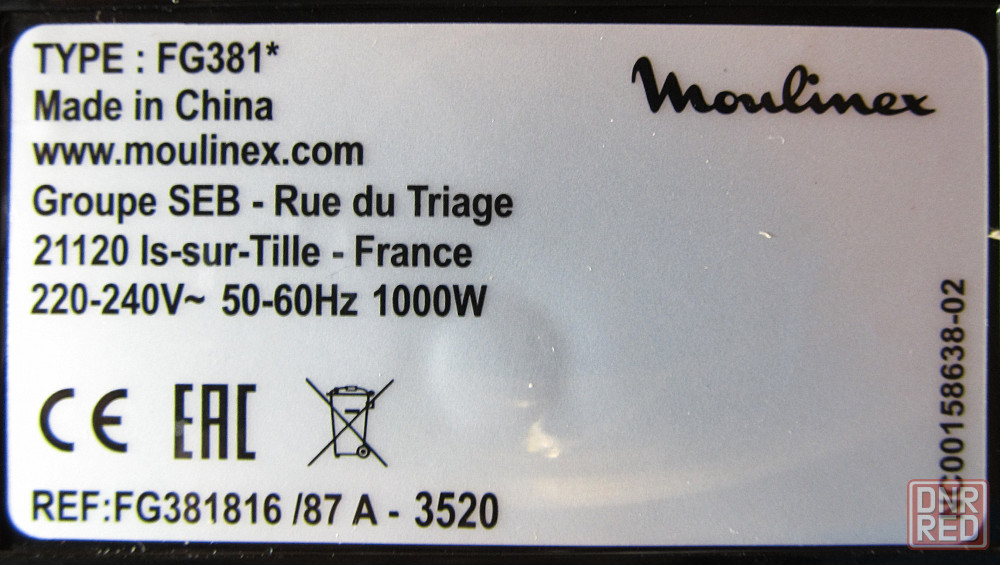 TYPE : FG381*
Made in China
www.moulinex.com
Groupe SEB - Rue du Triage
21120 Is-sur-Tille - France
220-240V~ 50-60Hz 1000W
CE EAC
REF:FG381816 /87 A - 3520
Moulinex
NC00158638-02
DNR
RED